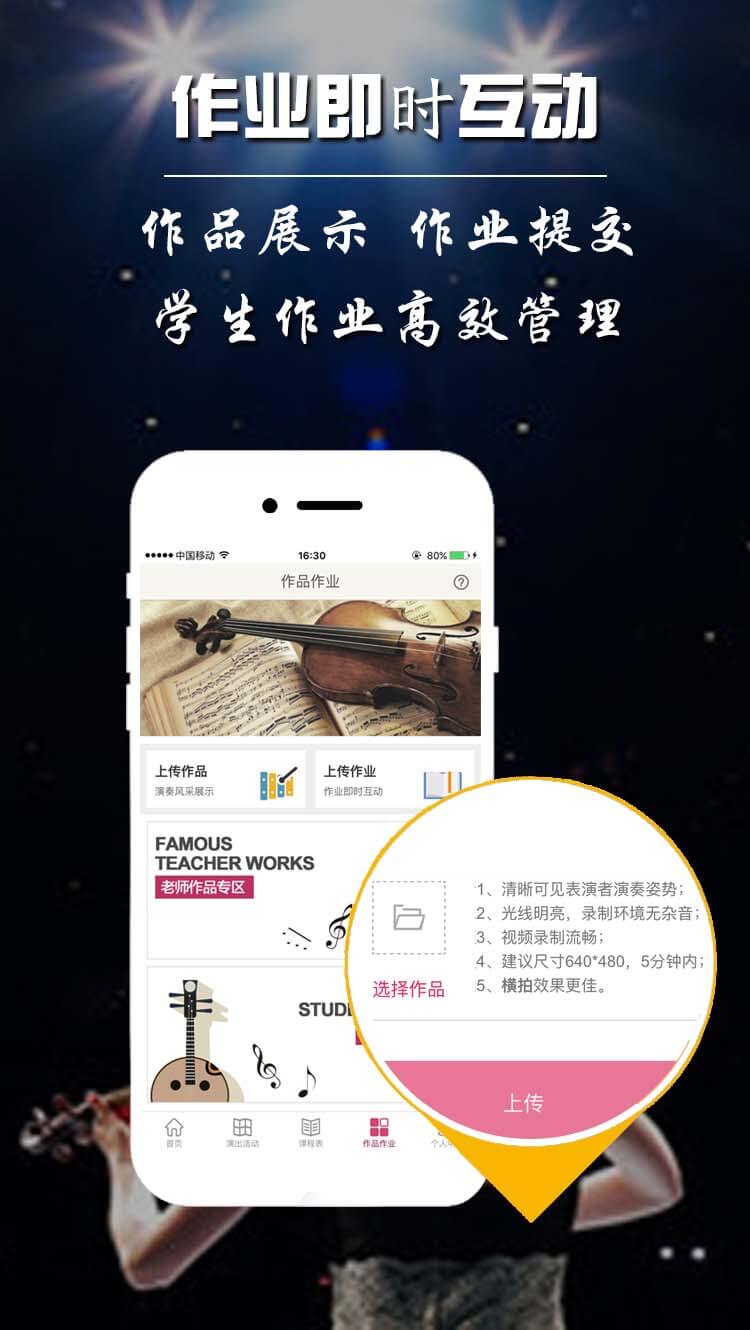 作业即时互动
作品展示 作业提交
学生作业高效管理
中国移动 16:30 80%
作品作业
上传作品 上传作业
演奏风采展示 作业即时互动
FAMOUS
TEACHER WORKS
老师作品专区
1、清晰可见表演者演奏姿势；
2、光线明亮，录制环境无杂音；
3、视频录制流畅；
4、建议尺寸640*480，5分钟内；
5、横拍效果更佳。
选择作品
上传
首页 演出活动 课程表 作品作业